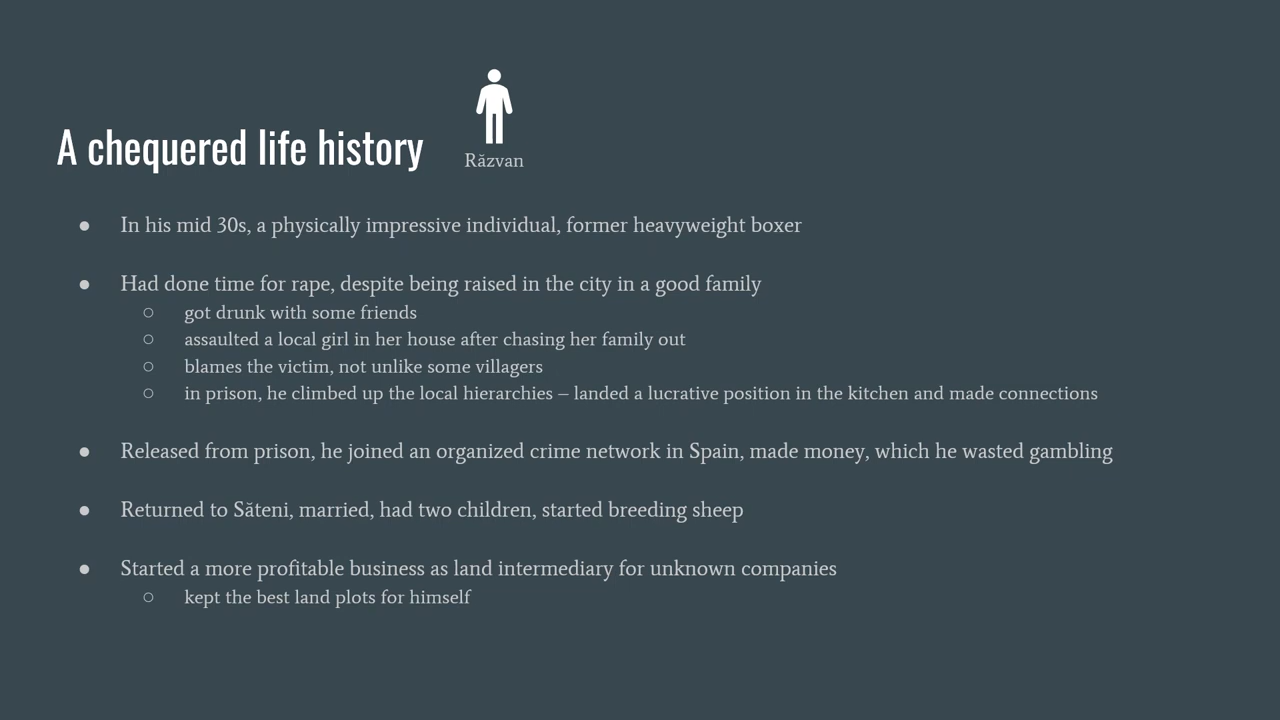 A chequered life history
Răzvan
● In his mid 30s, a physically impressive individual, former heavyweight boxer
● Had done time for rape, despite being raised in the city in a good family
○ got drunk with some friends
○ assaulted a local girl in her house after chasing her family out
○ blames the victim, not unlike some villagers
○ in prison, he climbed up the local hierarchies – landed a lucrative position in the kitchen and made connections
● Released from prison, he joined an organized crime network in Spain, made money, which he wasted gambling
● Returned to Săteni, married, had two children, started breeding sheep
● Started a more profitable business as land intermediary for unknown companies
○ kept the best land plots for himself